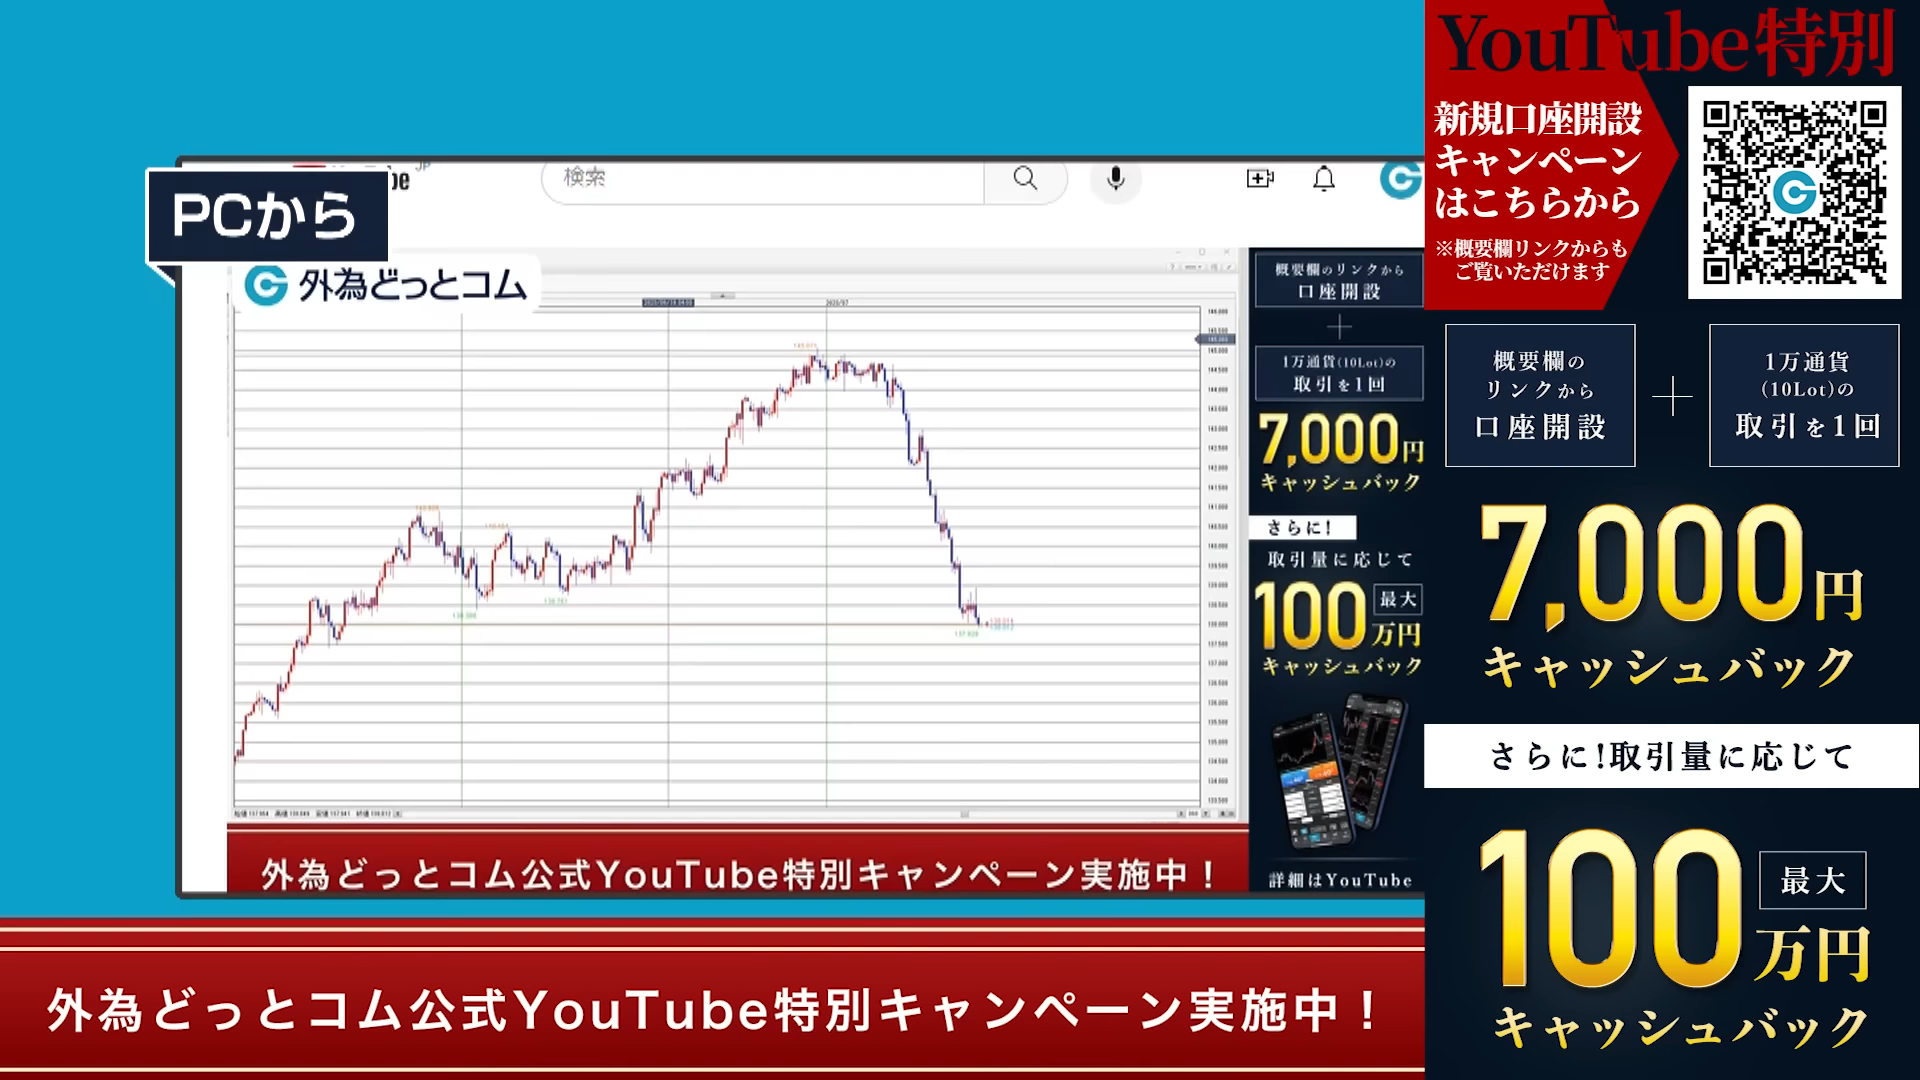 PCから
be
JP
検索
外為どっとコム
2023/07
概要欄のリンクから
口座開設
1万通貨(10Lot)の
取引を1回
7,000円
キャッシュバック
さらに!
取引量に応じて
100
最大
万円
キャッシュバック
詳細はYouTube
外為どっとコム公式YouTube特別キャンペーン実施中！
外為どっとコム公式YouTube特別キャンペーン実施中！
YouTube特別
新規口座開設
キャンペーン
はこちらから
※概要欄リンクからも
ご覧いただけます
概要欄の
リンクから
口座開設
1万通貨
(10Lot)の
取引を1回
7,000円
キャッシュバック
さらに!取引量に応じて
100
最大
万円
キャッシュバック